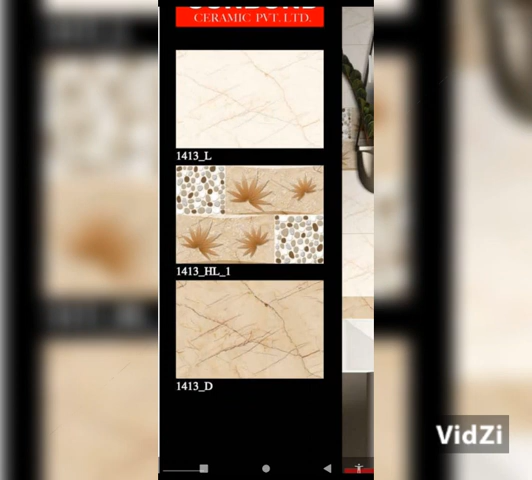 CERAMIC PVT. LTD.
1413_L
1413_HL_1
1413_D
VidZi